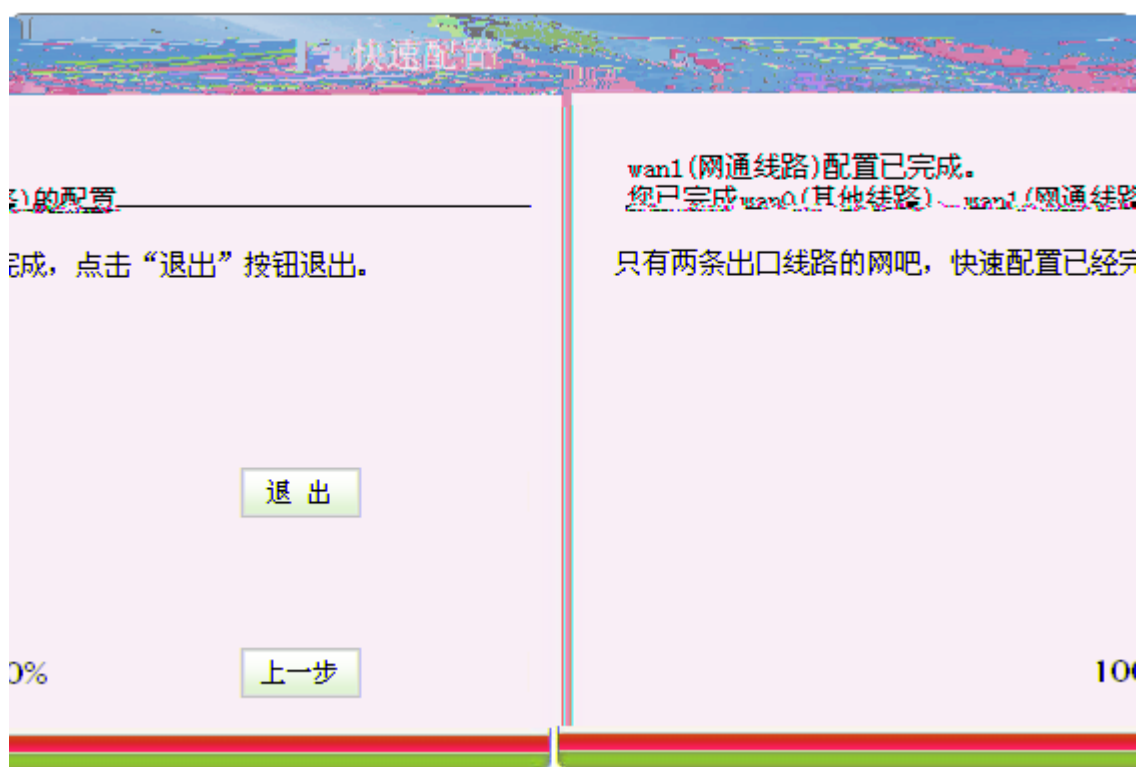 快速配置
路)的配置
完成，点击“退出”按钮退出。
退 出
0%
上一步
wan1(网通线路)配置已完成。
您已完成wan0(其他线路)、wan1(网通线路
只有两条出口线路的网吧，快速配置已经完
100